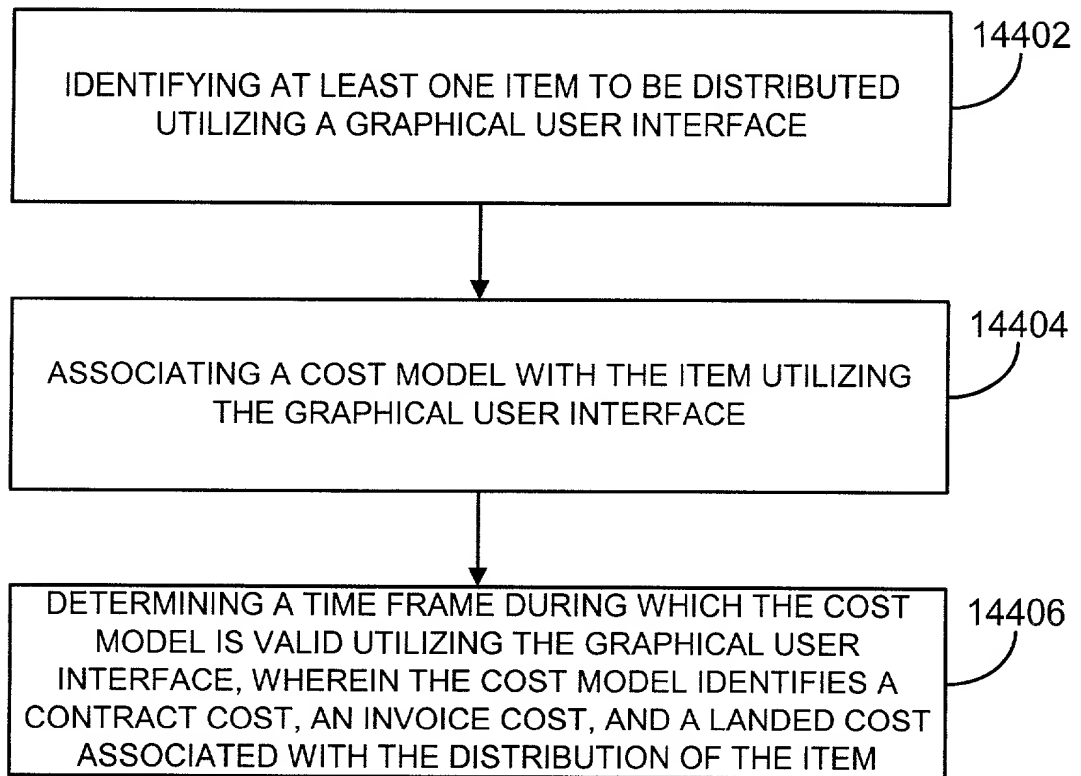 14402
IDENTIFYING AT LEAST ONE ITEM TO BE DISTRIBUTED
UTILIZING A GRAPHICAL USER INTERFACE
14404
ASSOCIATING A COST MODEL WITH THE ITEM UTILIZING
THE GRAPHICAL USER INTERFACE
14406
DETERMINING A TIME FRAME DURING WHICH THE COST
MODEL IS VALID UTILIZING THE GRAPHICAL USER
INTERFACE, WHEREIN THE COST MODEL IDENTIFIES A
CONTRACT COST, AN INVOICE COST, AND A LANDED COST
ASSOCIATED WITH THE DISTRIBUTION OF THE ITEM